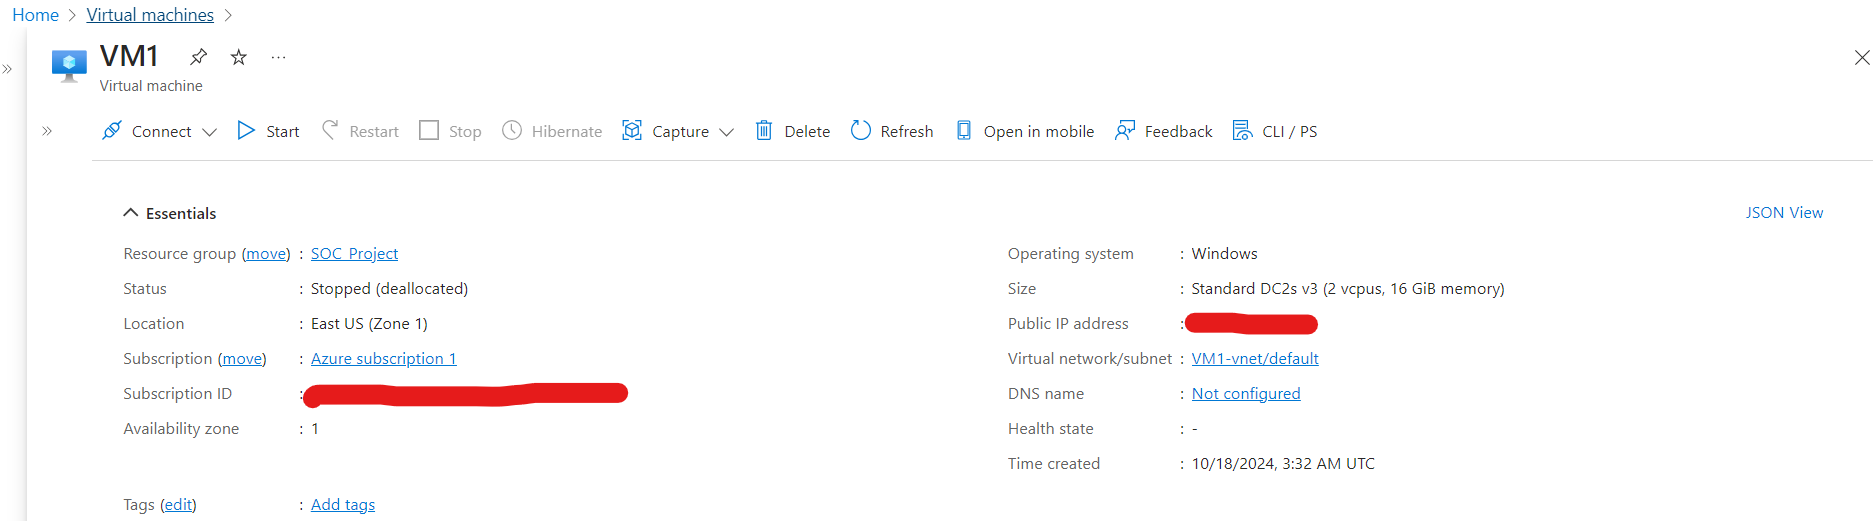 Home > Virtual machines >
VM1
Virtual machine
Connect Start Restart Stop Hibernate Capture Delete Refresh Open in mobile Feedback CLI / PS
Essentials
JSON View
Resource group (move) : SOC_Project
Status : Stopped (deallocated)
Location : East US (Zone 1)
Subscription (move) : Azure subscription 1
Subscription ID :
Availability zone : 1
Operating system : Windows
Size : Standard DC2s v3 (2 vcpus, 16 GiB memory)
Public IP address :
Virtual network/subnet : VM1-vnet/default
DNS name : Not configured
Health state : -
Time created : 10/18/2024, 3:32 AM UTC
Tags (edit) : Add tags